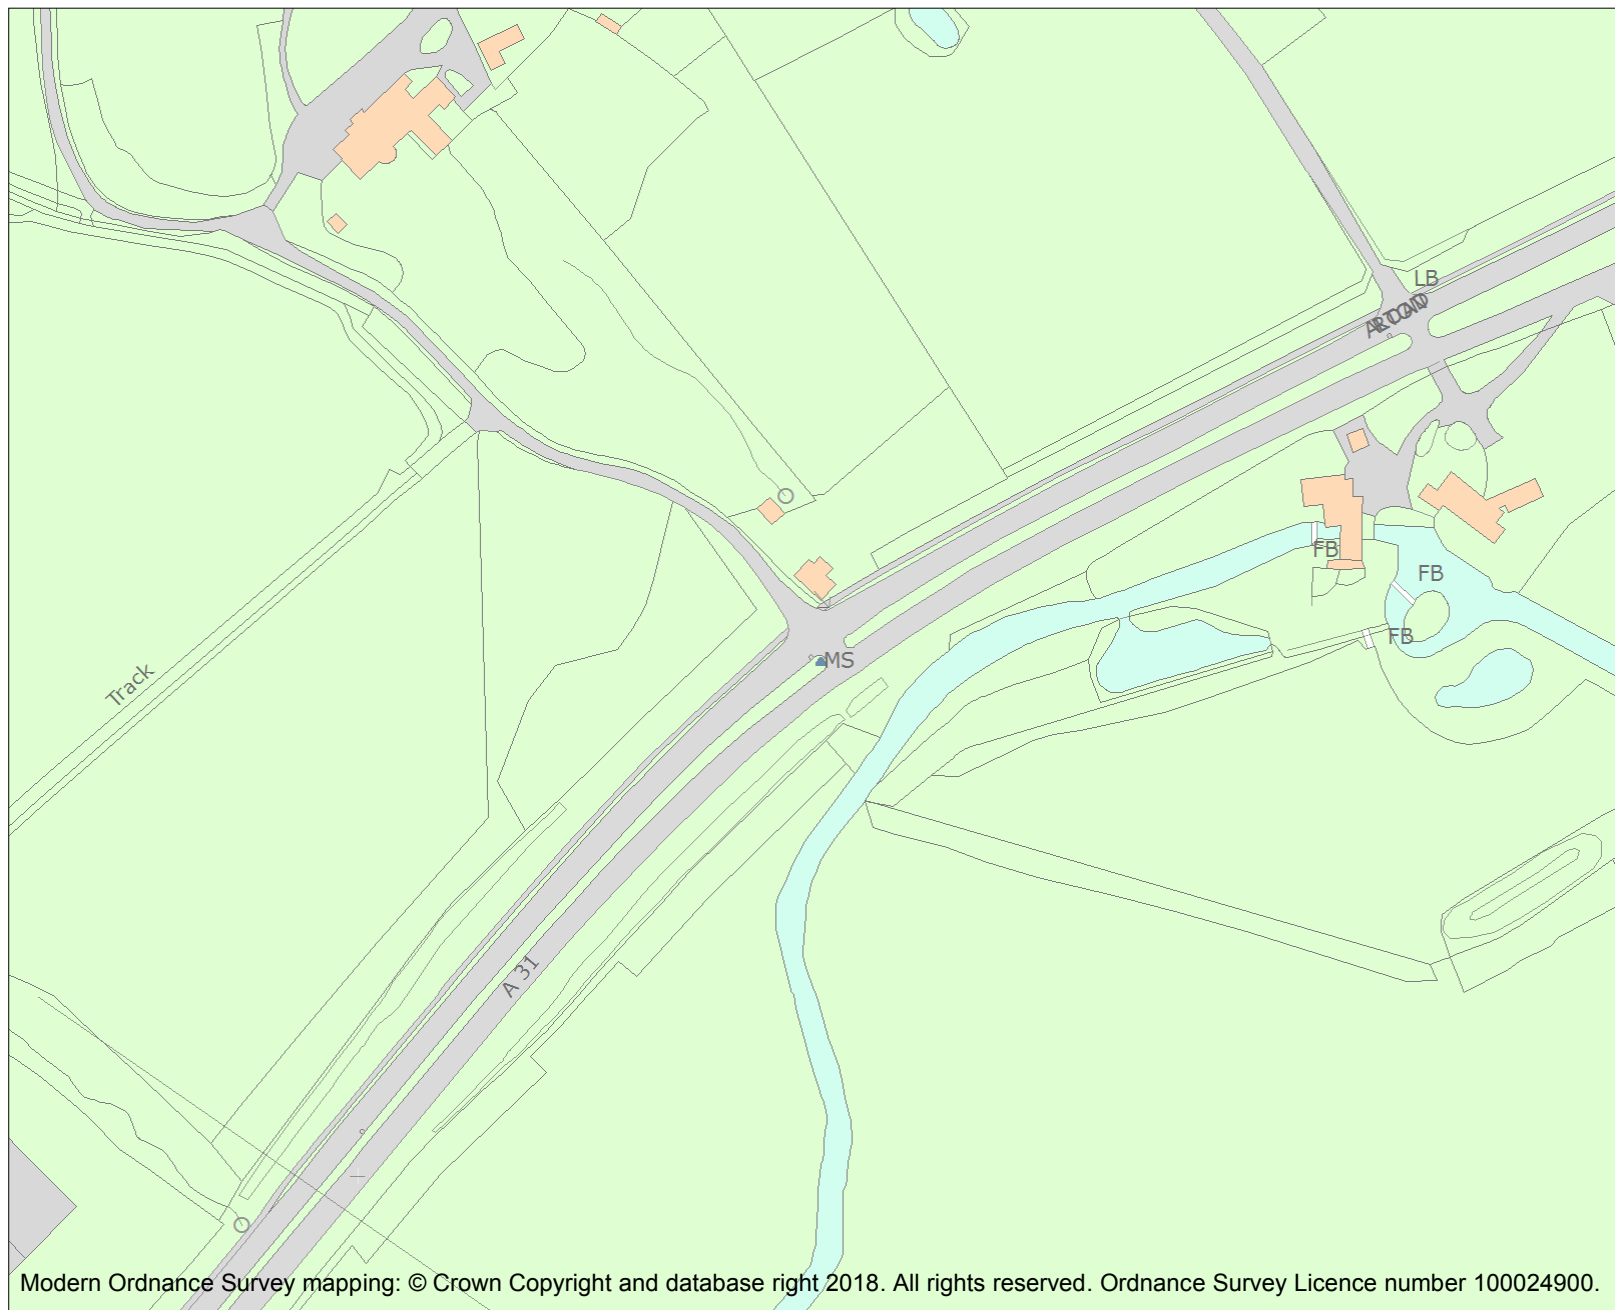 LB
FB
FB
FB
MS
Track
A 31
Modern Ordnance Survey mapping: © Crown Copyright and database right 2018. All rights reserved. Ordnance Survey Licence number 100024900.